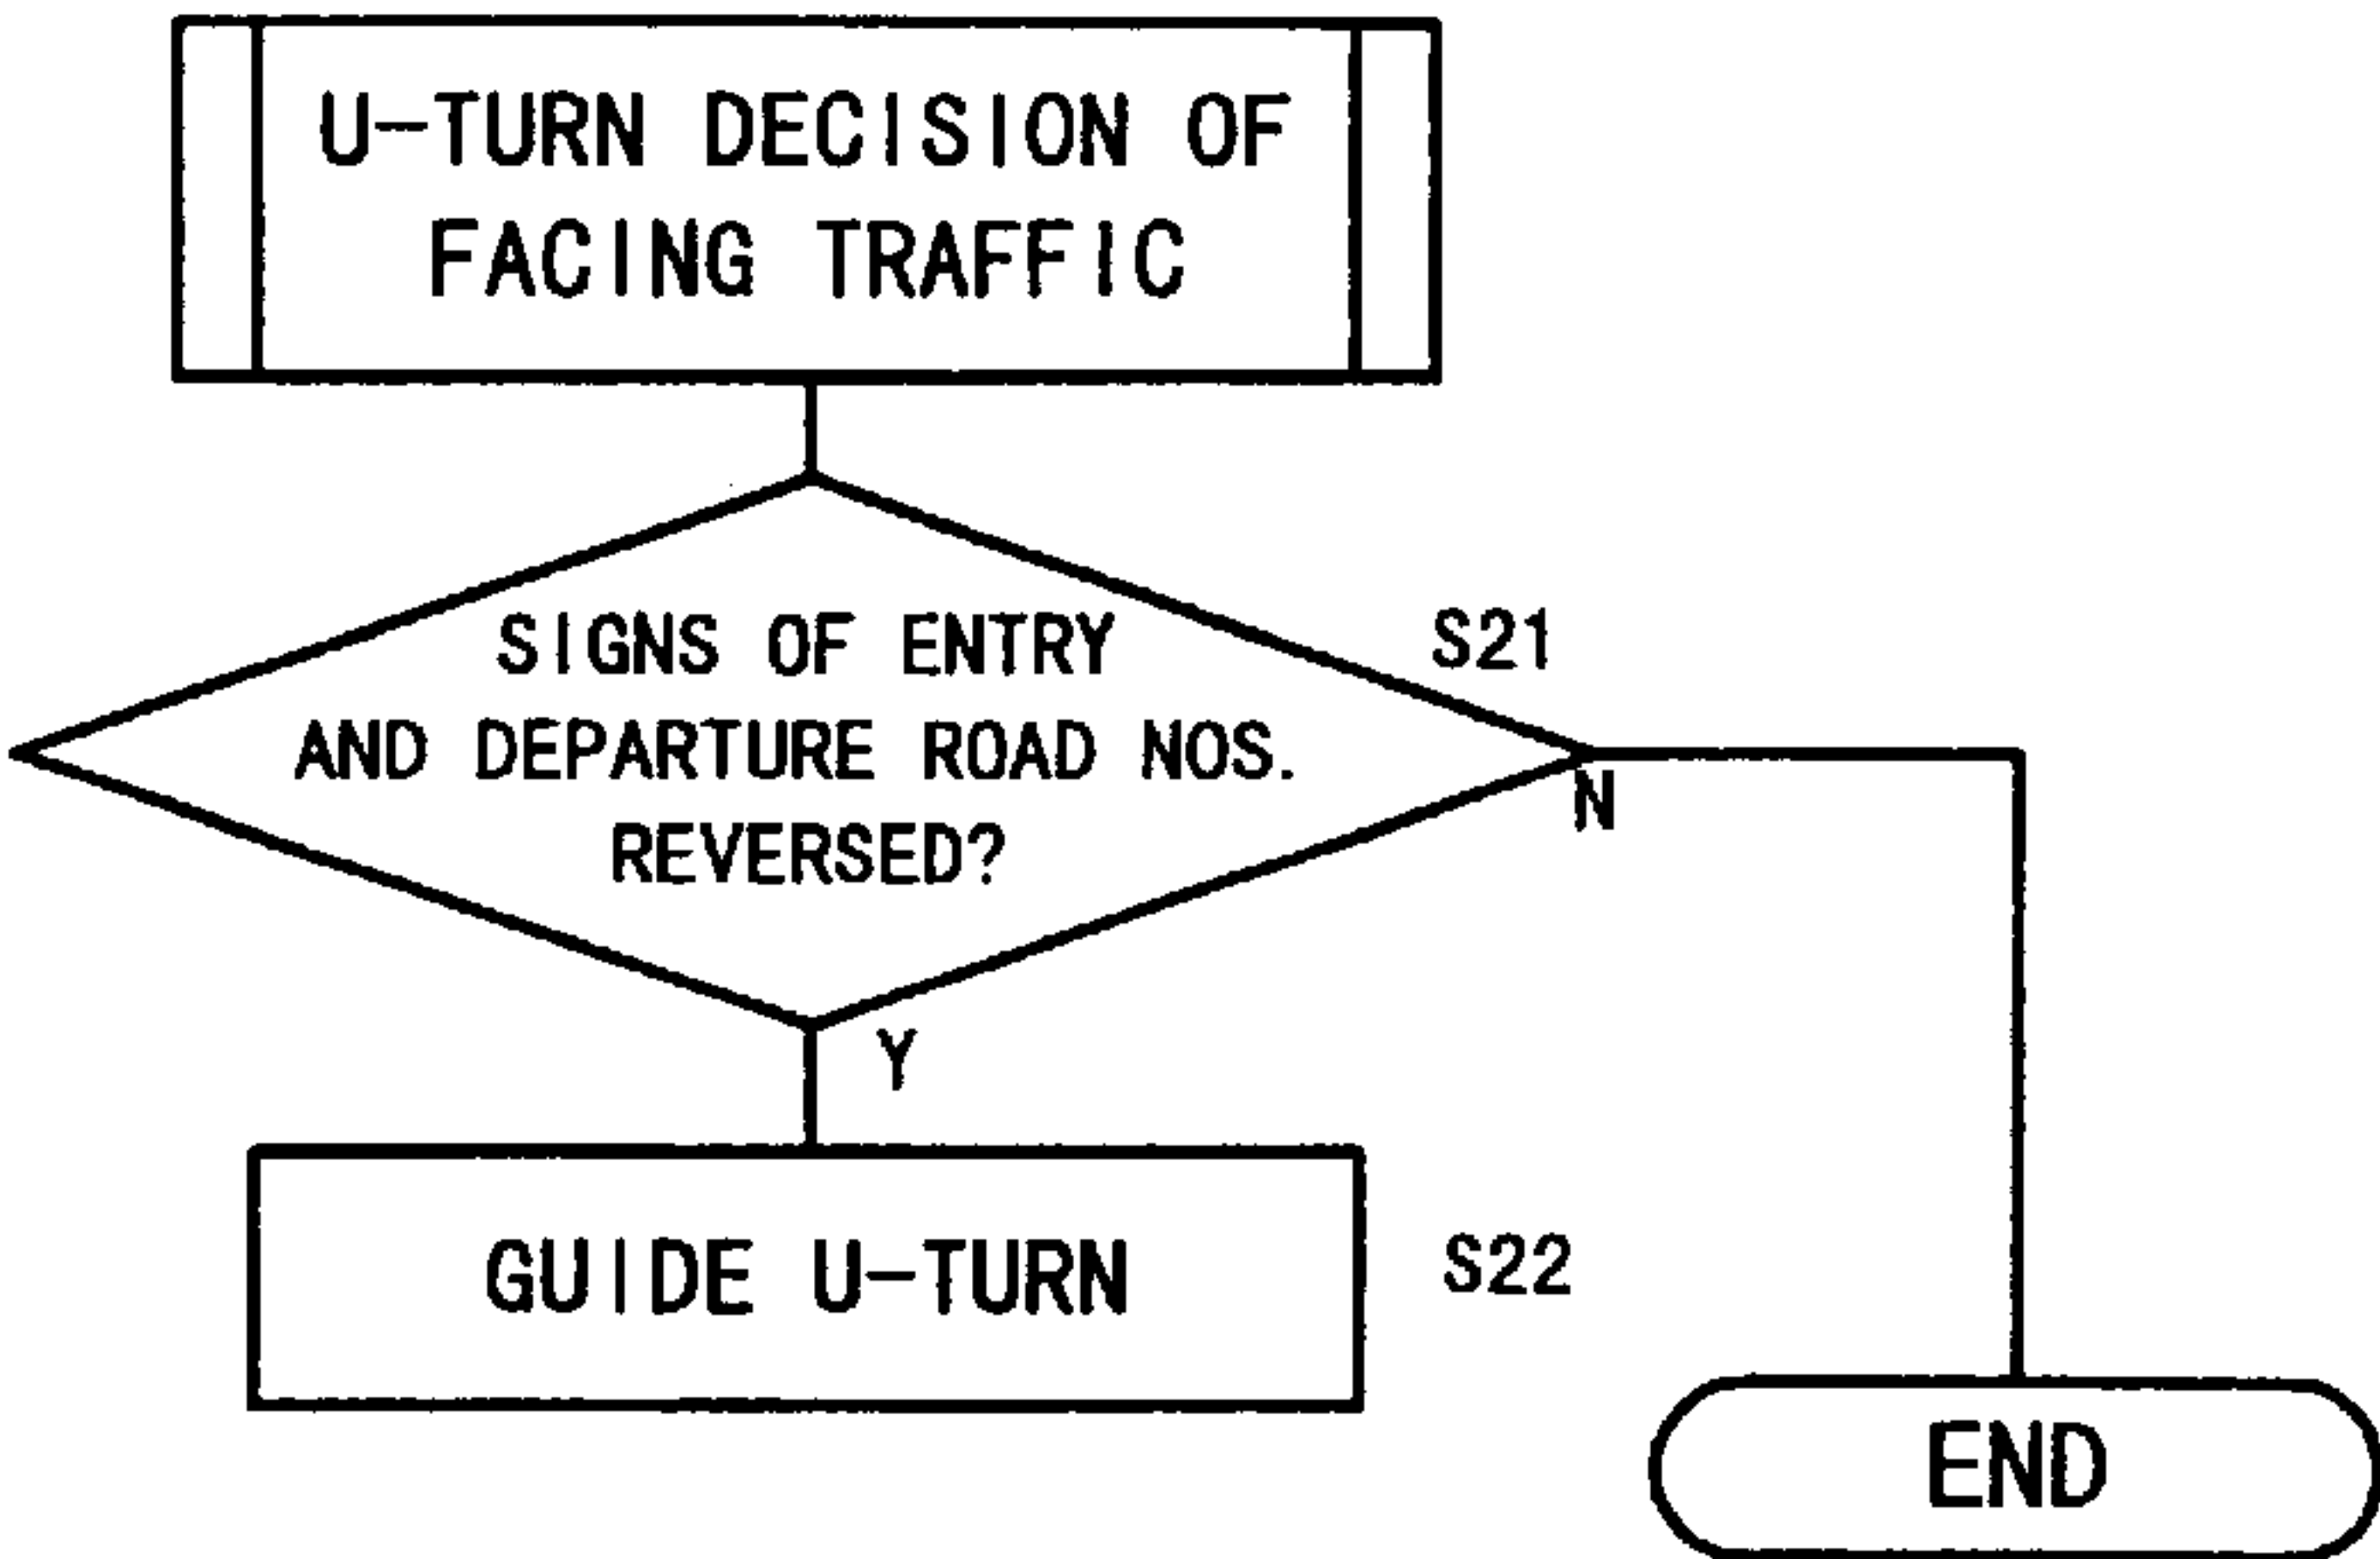 U-TURN DECISION OF
FACING TRAFFIC
SIGNS OF ENTRY
AND DEPARTURE ROAD NOS.
REVERSED?
S21
N
Y
GUIDE U-TURN
S22
END